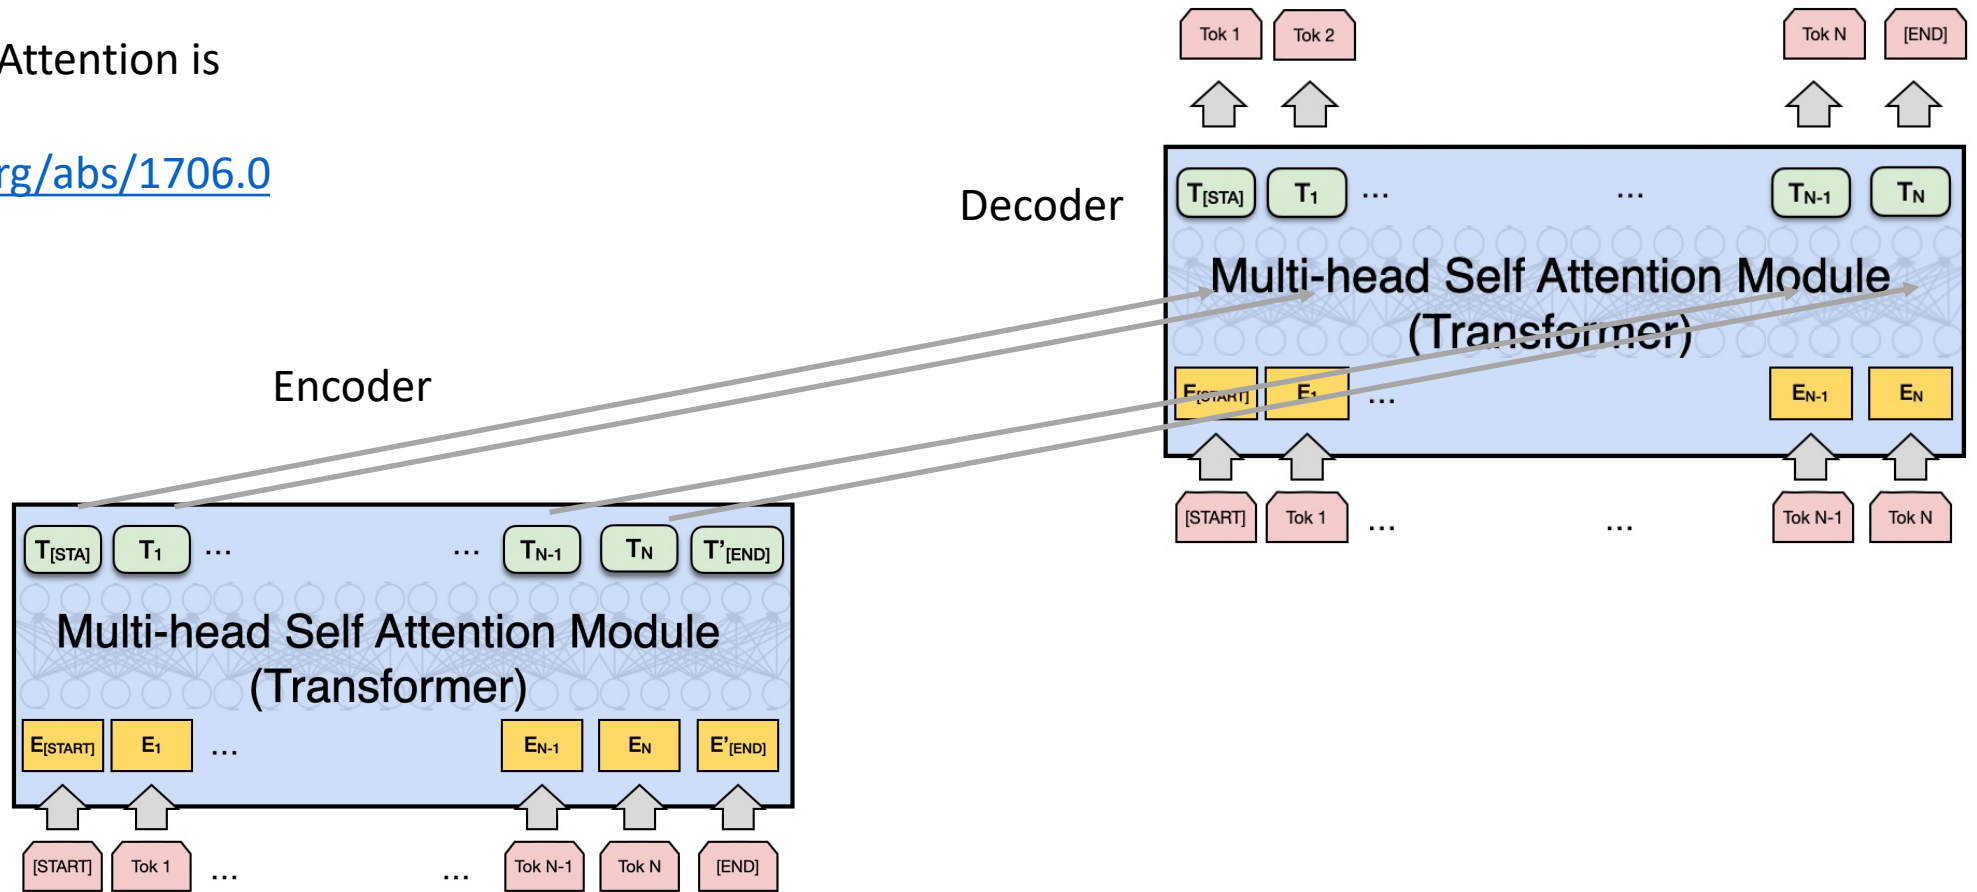 Attention is
rg/abs/1706.0
Tok 1 Tok 2 Tok N [END]
Decoder
T[STA] T1 ... ... TN-1 TN
Multi-head Self Attention Module
(Transformer)
E[START] E1 ... EN-1 EN
[START] Tok 1 ... ... Tok N-1 Tok N
Encoder
T[STA] T1 ... ... TN-1 TN T'[END]
Multi-head Self Attention Module
(Transformer)
E[START] E1 ... EN-1 EN E'[END]
[START] Tok 1 ... ... Tok N-1 Tok N [END]